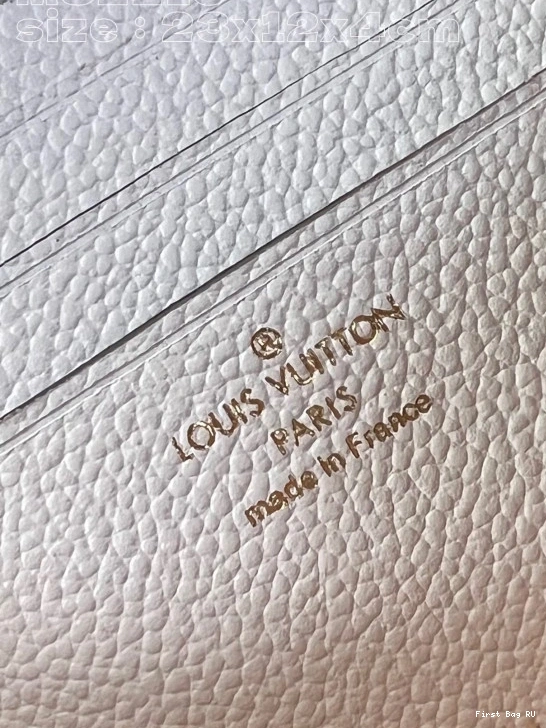 size : 23x12x4cm
®
LOUIS VUITTON
PARIS
made in France
First Bag RU